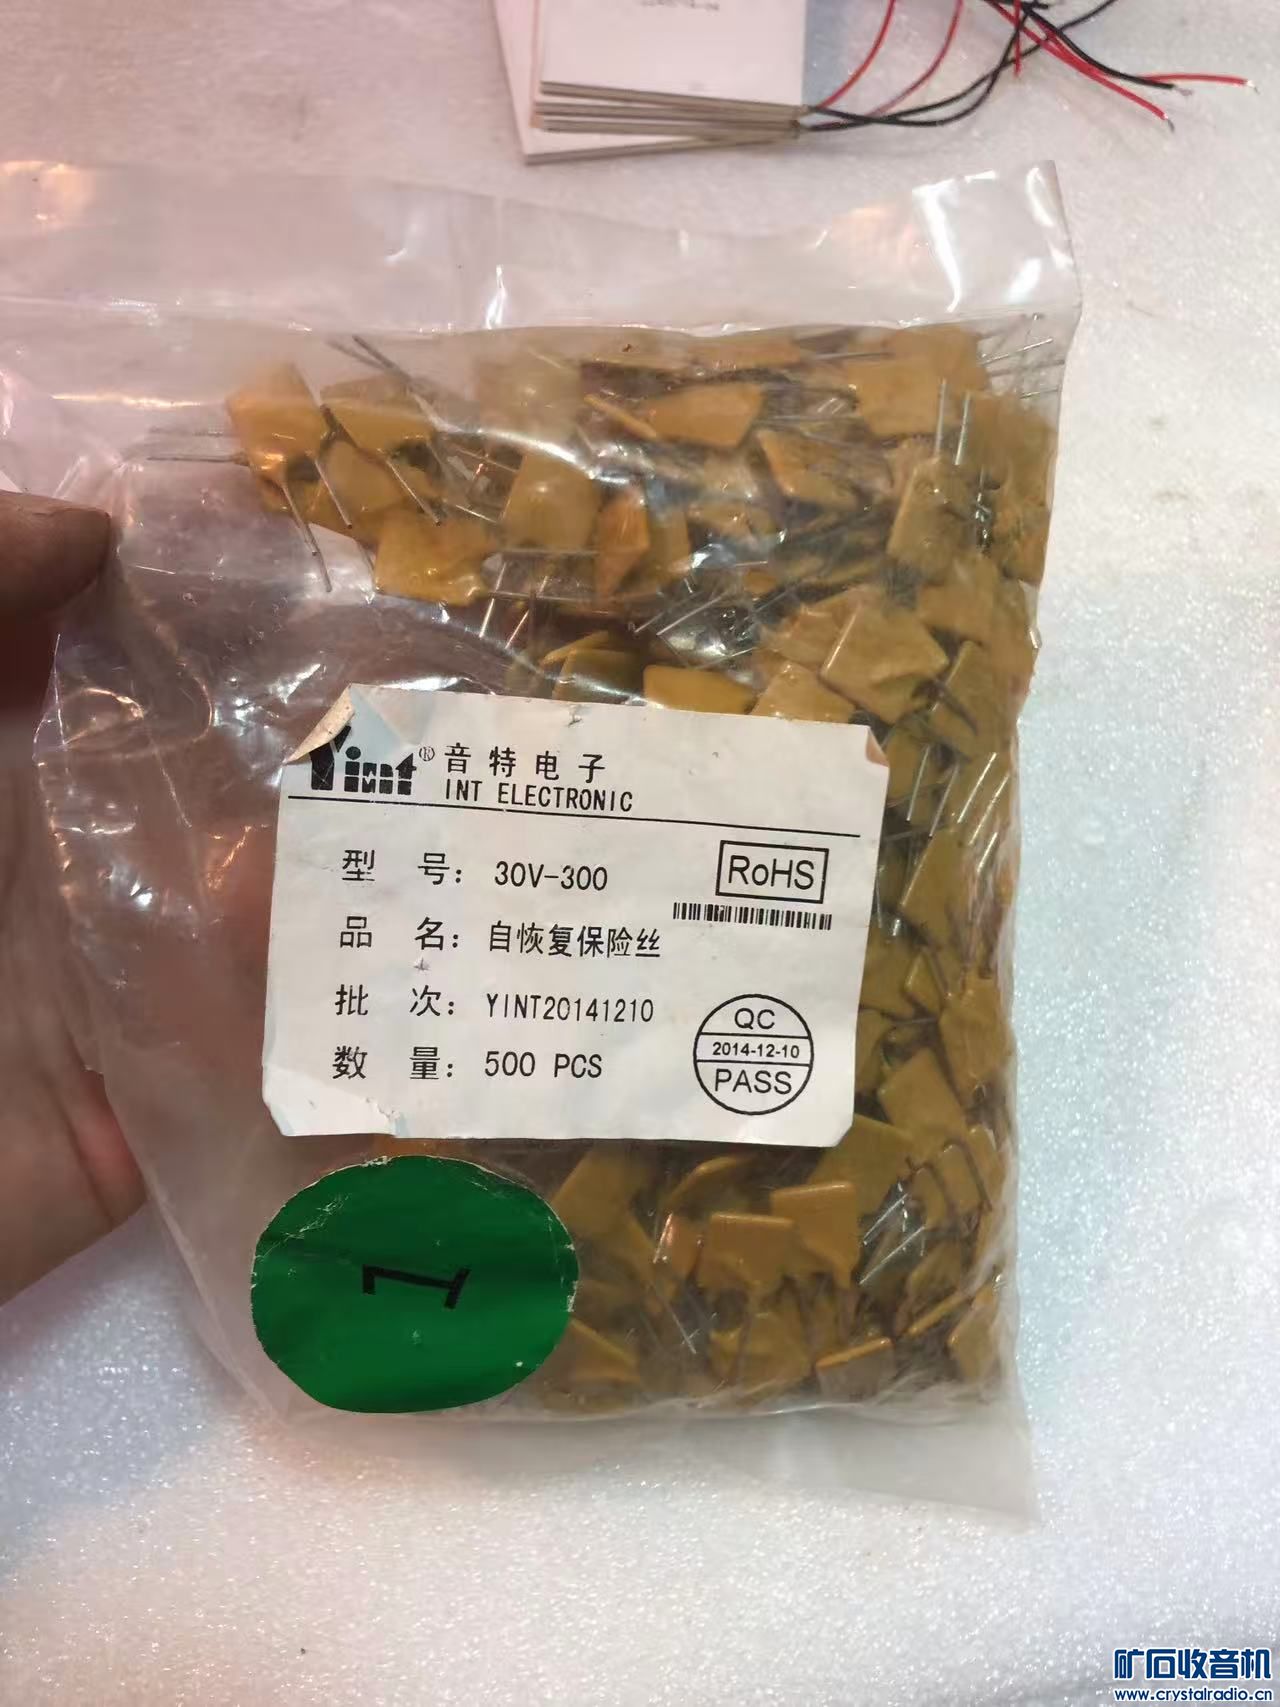 Yint® 音特电子
INT ELECTRONIC
型 号: 30V-300
RoHS
品 名: 自恢复保险丝
批 次: YINT20141210
数 量: 500 PCS
QC
2014-12-10
PASS
1
矿石收音机
www.crystalradio.cn